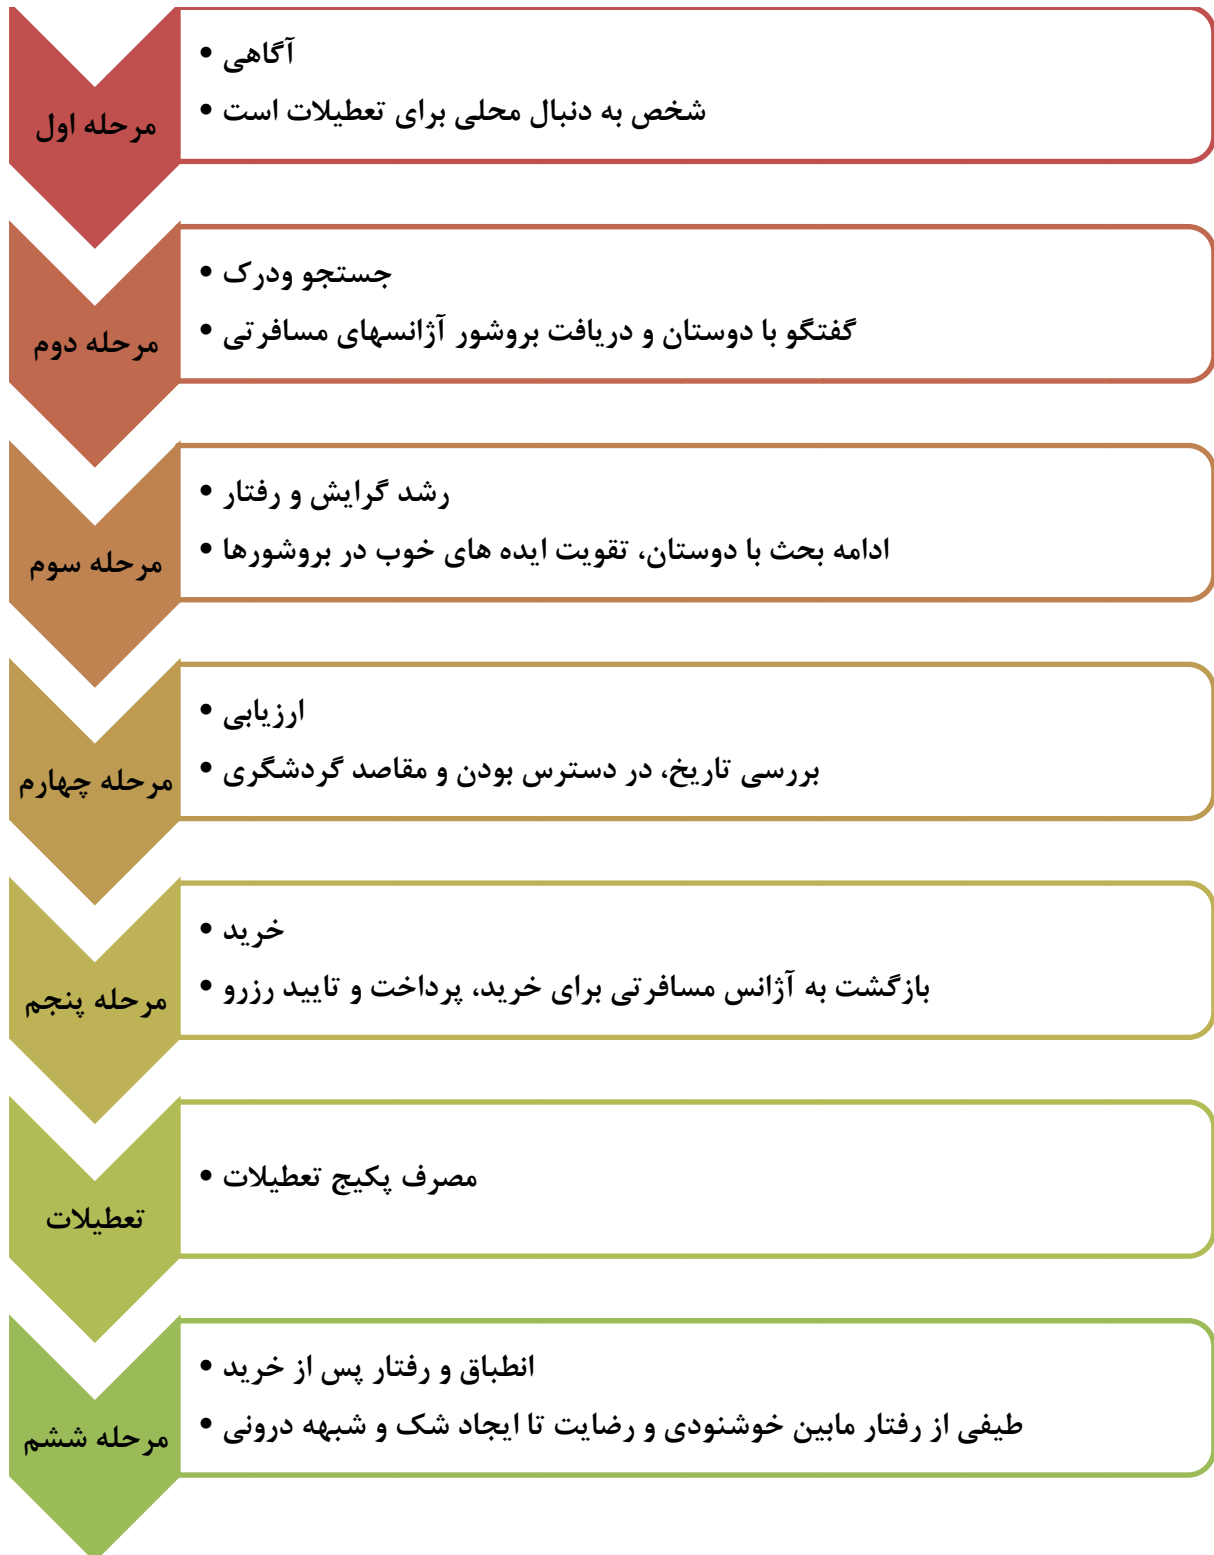 مرحله اول
آگاهی •
شخص به دنبال محلی برای تعطیلات است •
مرحله دوم
جستجو ودرک •
گفتگو با دوستان و دریافت بروشور آژانسهای مسافرتی •
مرحله سوم
رشد گرایش و رفتار •
ادامه بحث با دوستان، تقویت ایده های خوب در بروشورها •
مرحله چهارم
ارزیابی •
بررسی تاریخ، در دسترس بودن و مقاصد گردشگری •
مرحله پنجم
خرید •
بازگشت به آژانس مسافرتی برای خرید، پرداخت و تایید رزرو •
تعطیلات
مصرف پکیج تعطیلات •
مرحله ششم
انطباق و رفتار پس از خرید •
طیفی از رفتار مابین خوشنودی و رضایت تا ایجاد شک و شبهه درونی •